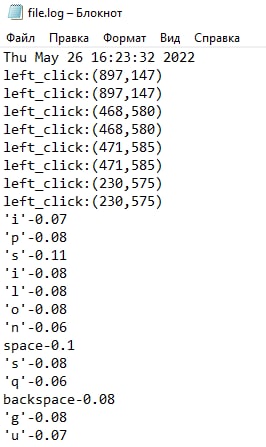 file.log – Блокнот
Файл Правка Формат Вид Справка
Thu May 26 16:23:32 2022
left_click:(897,147)
left_click:(897,147)
left_click:(468,580)
left_click:(468,580)
left_click:(471,585)
left_click:(471,585)
left_click:(230,575)
left_click:(230,575)
'i'-0.07
'p'-0.08
's'-0.11
'i'-0.08
'l'-0.08
'o'-0.08
'n'-0.06
space-0.1
's'-0.08
'q'-0.06
backspace-0.08
'g'-0.08
'u'-0.07